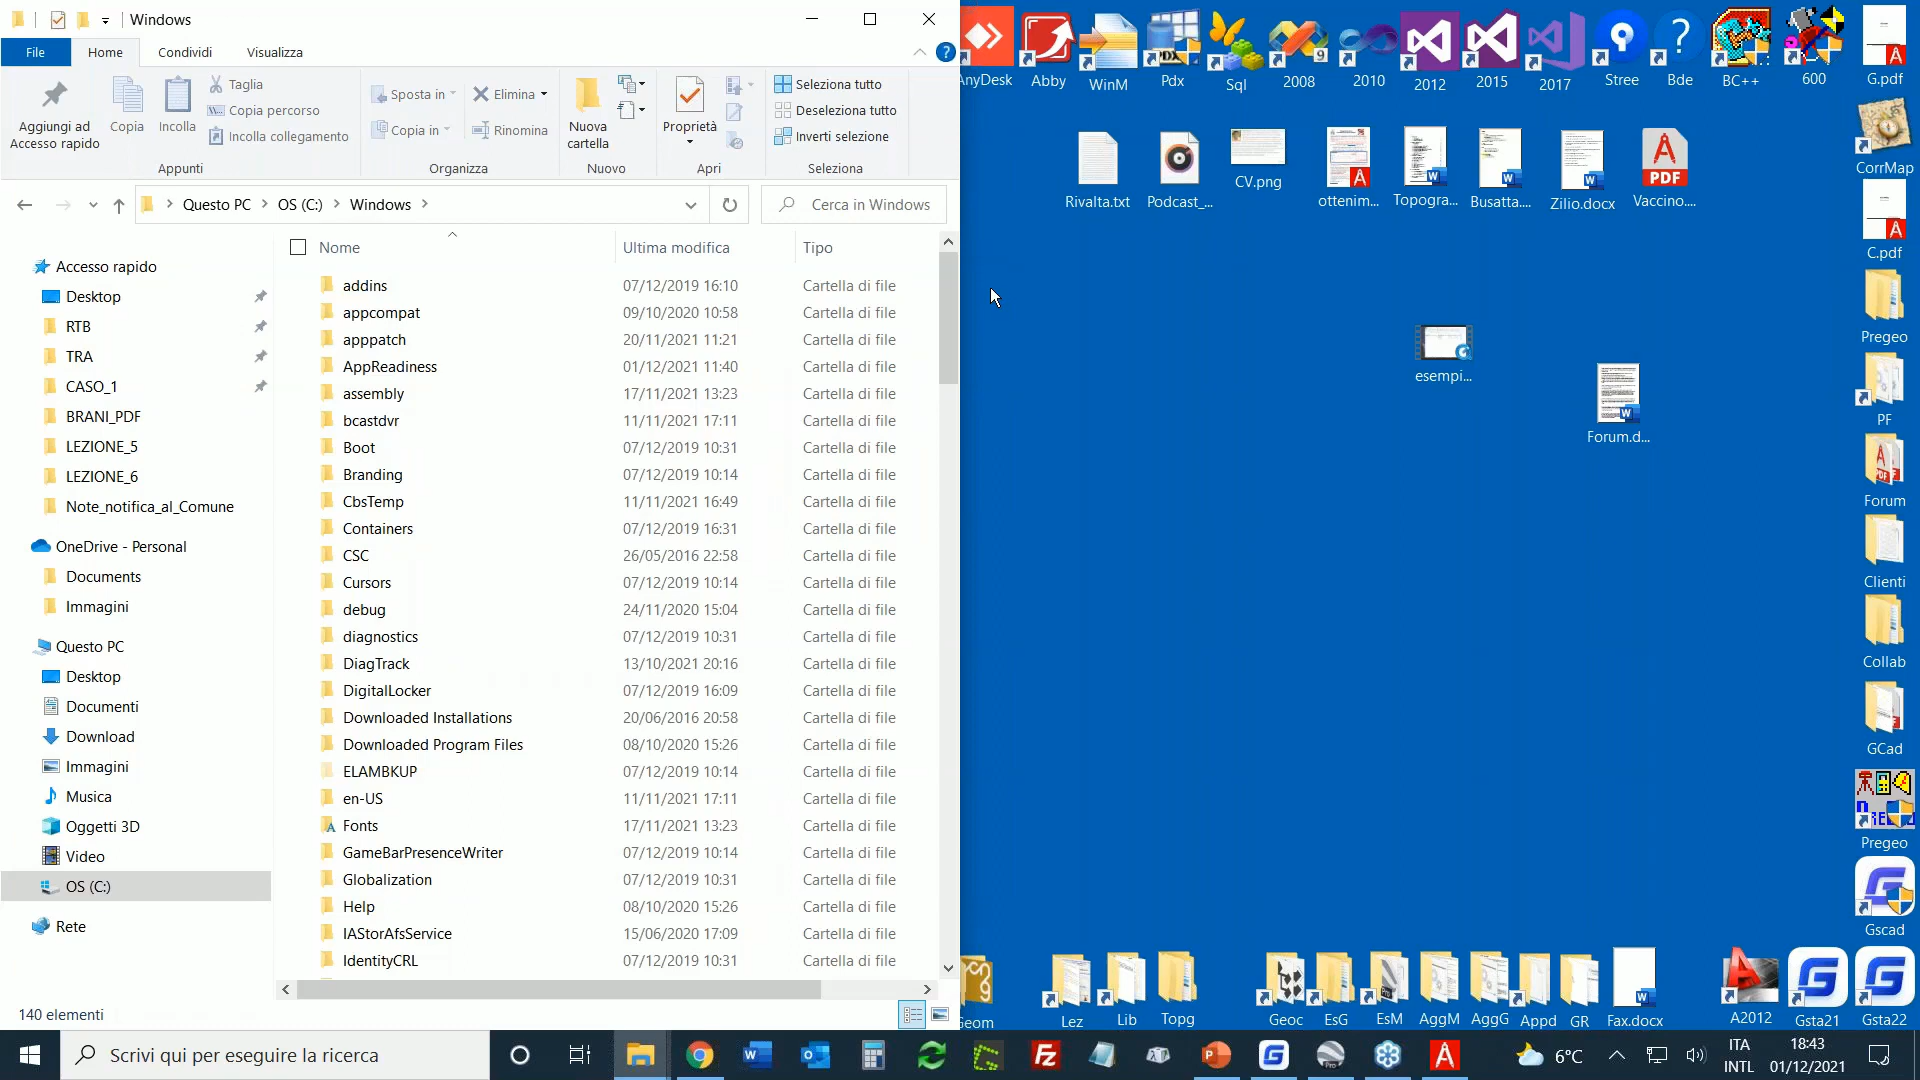 Windows
File Home Condividi Visualizza
Aggiungi ad Accesso rapido
Copia
Incolla
Taglia
Copia percorso
Incolla collegamento
Appunti
Sposta in
Copia in
Elimina
Rinomina
Organizza
Nuova cartella
Nuovo
Proprietà
Apri
Seleziona tutto
Deseleziona tutto
Inverti selezione
Seleziona
Questo PC OS (C:) Windows
Cerca in Windows
Accesso rapido
Desktop
RTB
TRA
CASO_1
BRANI_PDF
LEZIONE_5
LEZIONE_6
Note_notifica_al_Comune
OneDrive - Personal
Documents
Immagini
Questo PC
Desktop
Documenti
Download
Immagini
Musica
Oggetti 3D
Video
OS (C:)
Rete
Nome Ultima modifica Tipo
addins 07/12/2019 16:10 Cartella di file
appcompat 09/10/2020 10:58 Cartella di file
apppatch 20/11/2021 11:21 Cartella di file
AppReadiness 01/12/2021 11:40 Cartella di file
assembly 17/11/2021 13:23 Cartella di file
bcastdvr 11/11/2021 17:11 Cartella di file
Boot 07/12/2019 10:31 Cartella di file
Branding 07/12/2019 10:14 Cartella di file
CbsTemp 11/11/2021 16:49 Cartella di file
Containers 07/12/2019 16:31 Cartella di file
CSC 26/05/2016 22:58 Cartella di file
Cursors 07/12/2019 10:14 Cartella di file
debug 24/11/2020 15:04 Cartella di file
diagnostics 07/12/2019 10:31 Cartella di file
DiagTrack 13/10/2021 20:16 Cartella di file
DigitalLocker 07/12/2019 16:09 Cartella di file
Downloaded Installations 20/06/2016 20:58 Cartella di file
Downloaded Program Files 08/10/2020 15:26 Cartella di file
ELAMBKUP 07/12/2019 10:14 Cartella di file
en-US 11/11/2021 17:11 Cartella di file
Fonts 17/11/2021 13:23 Cartella di file
GameBarPresenceWriter 07/12/2019 10:14 Cartella di file
Globalization 07/12/2019 10:31 Cartella di file
Help 08/10/2020 15:26 Cartella di file
IAStorAfsService 15/06/2020 17:09 Cartella di file
IdentityCRL 07/12/2019 10:31 Cartella di file
140 elementi
AnyDesk Abby WinM Pdx Sql 2008 2010 2012 2015 2017 Stree Bde BC++ 600 G.pdf
Rivalta.txt Podcast_... CV.png ottenim... Topogra... Busatta.... Zilio.docx Vaccino....
PDF
CorrMap
C.pdf
Pregeo
esempi...
Forum.d...
PF
Forum
Clienti
Collab
GCad
Pregeo
Gscad
Geom Lez Lib Topg Geoc EsG EsM AggM AggG Appd GR Fax.docx A2012 Gsta21 Gsta22
Scrivi qui per eseguire la ricerca
6°C
ITA
INTL
18:43
01/12/2021